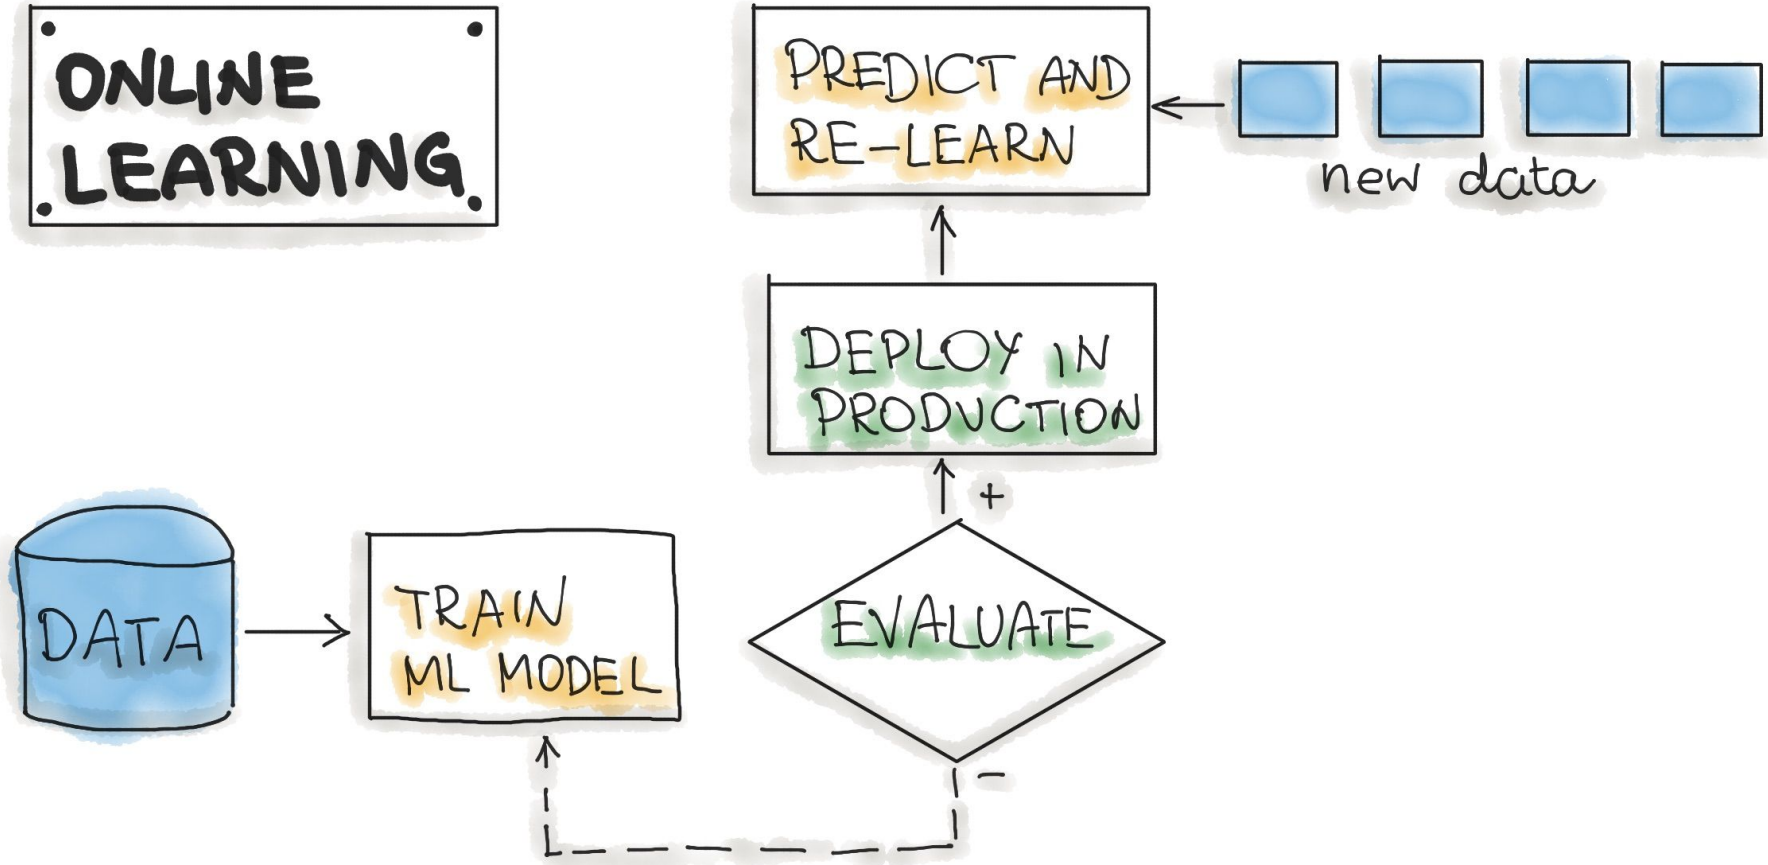 ONLINE
LEARNING
PREDICT AND
RE-LEARN
new data
DEPLOY IN
PRODUCTION
+
EVALUATE
-
TRAIN
ML MODEL
DATA